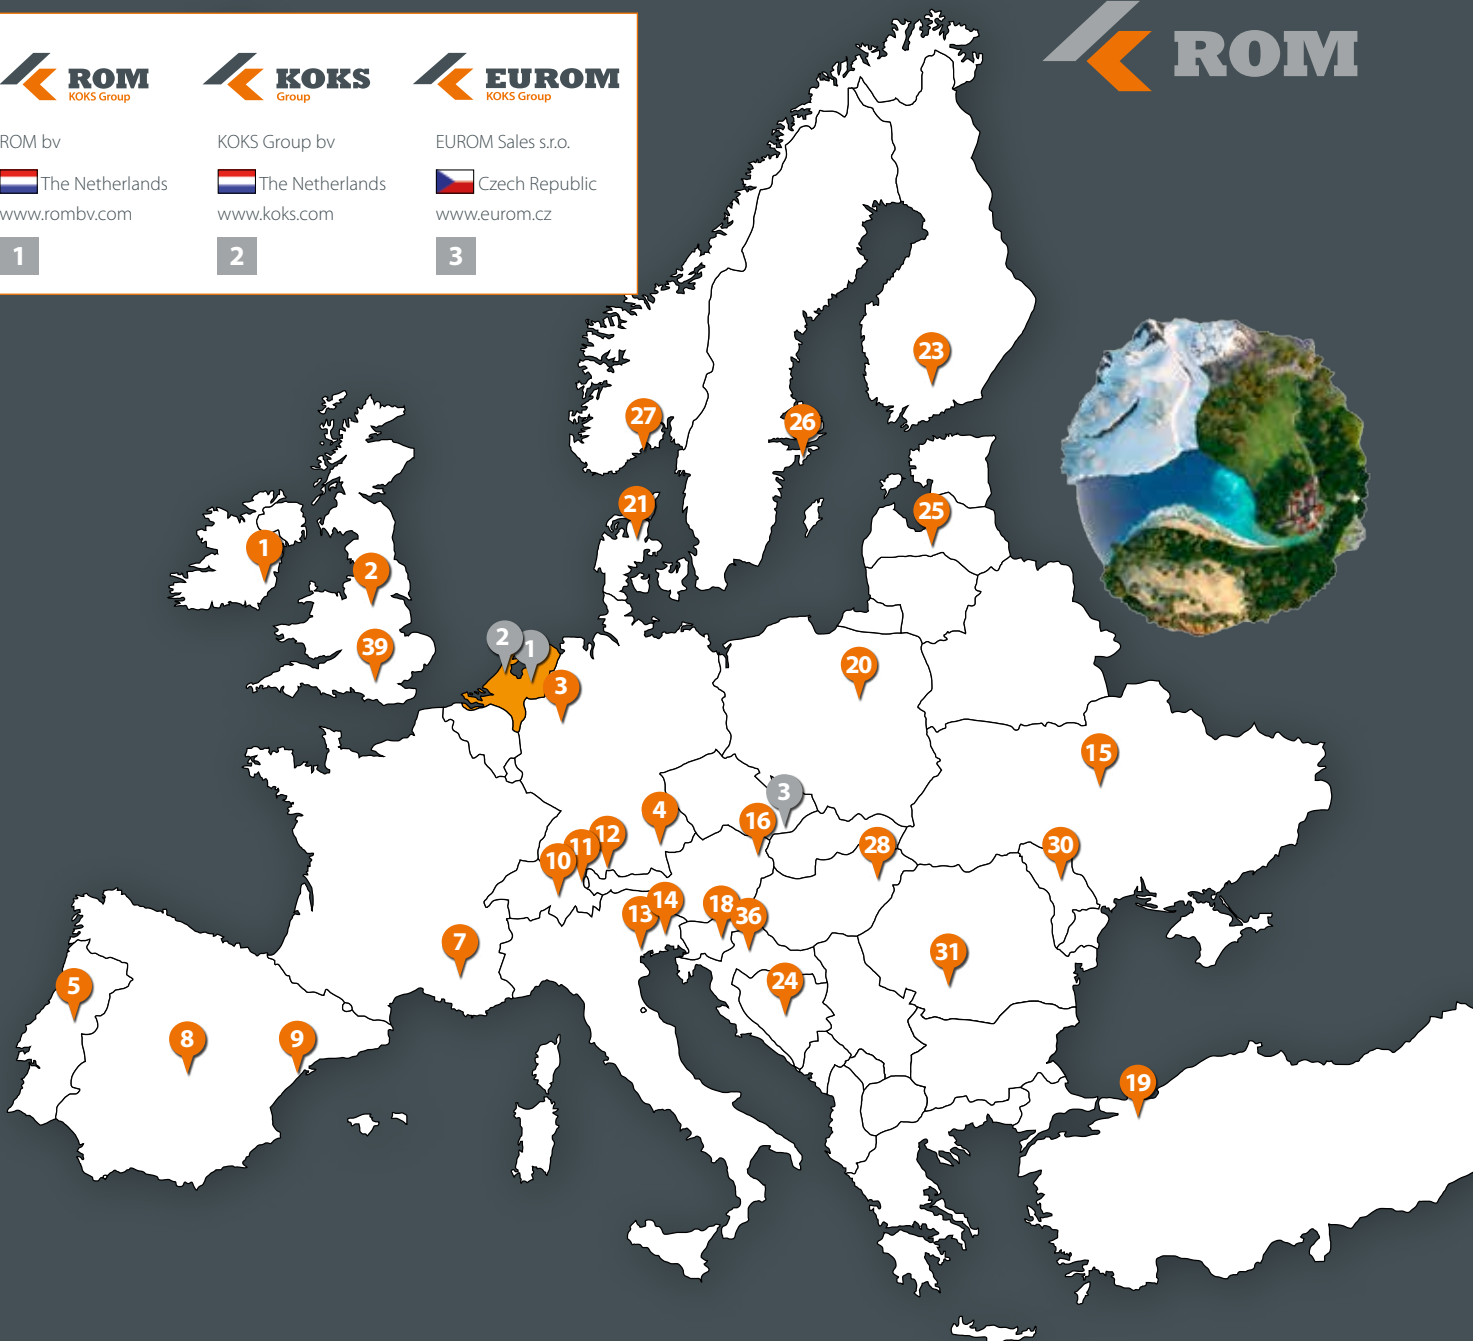 ROM
KOKS Group
KOKS
Group
EUROM
KOKS Group
ROM
ROM bv
KOKS Group bv
EUROM Sales s.r.o.
The Netherlands
The Netherlands
Czech Republic
www.rombv.com
www.koks.com
www.eurom.cz
1
2
3
23
27
26
21
25
1
2
39
2
1
3
20
15
3
4
16
12
11
10
28
30
14
13
18
36
7
31
24
5
8
9
19